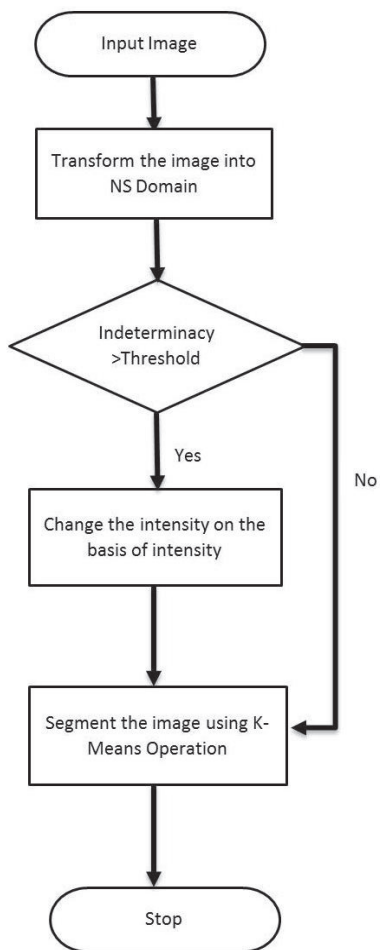 Input Image
Transform the image into
NS Domain
Indeterminacy
>Threshold
Yes
No
Change the intensity on the
basis of intensity
Segment the image using K-
Means Operation
Stop